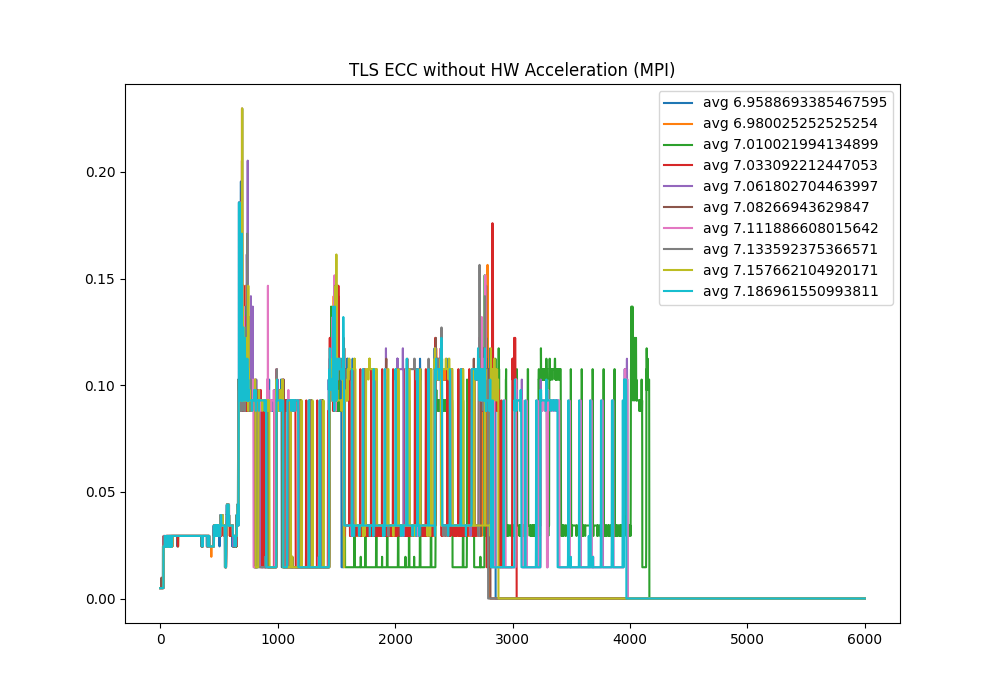 TLS ECC without HW Acceleration (MPI)
avg 6.9588693385467595
avg 6.980025252525254
avg 7.010021994134899
avg 7.033092212447053
avg 7.061802704463997
avg 7.08266943629847
avg 7.111886608015642
avg 7.133592375366571
avg 7.157662104920171
avg 7.186961550993811
0.20
0.15
0.10
0.05
0.00
0 1000 2000 3000 4000 5000 6000